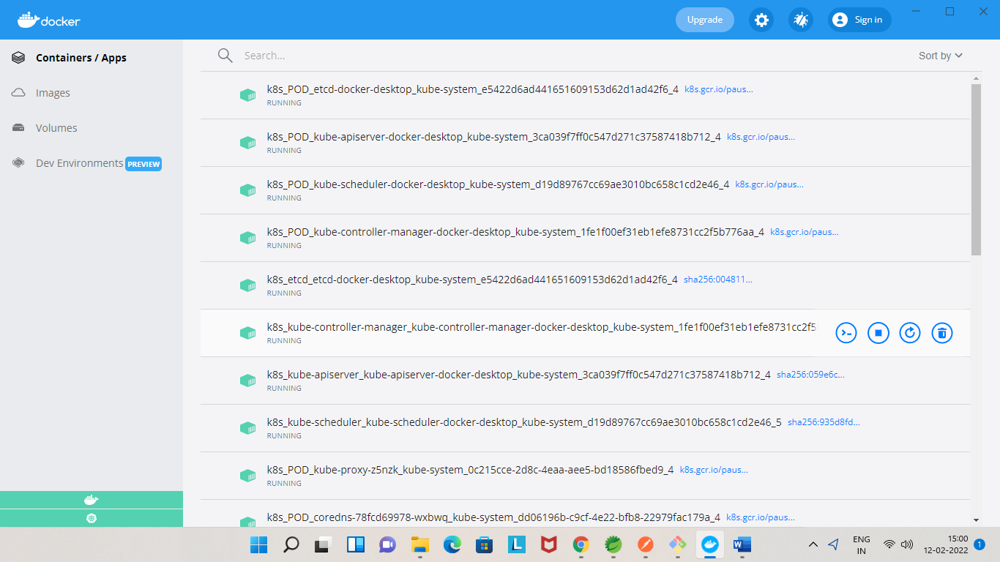 docker
Upgrade
Sign in
Containers / Apps
Images
Volumes
Dev Environments PREVIEW
Search...
Sort by
k8s_POD_etcd-docker-desktop_kube-system_e5422d6ad441651609153d62d1ad42f6_4 k8s.gcr.io/paus...
RUNNING
k8s_POD_kube-apiserver-docker-desktop_kube-system_3ca039f7ff0c547d271c37587418b712_4 k8s.gcr.io/paus...
RUNNING
k8s_POD_kube-scheduler-docker-desktop_kube-system_d19d89767cc69ae3010bc658c1cd2e46_4 k8s.gcr.io/paus...
RUNNING
k8s_POD_kube-controller-manager-docker-desktop_kube-system_1fe1f00ef31eb1efe8731cc2f5b776aa_4 k8s.gcr.io/paus...
RUNNING
k8s_etcd_etcd-docker-desktop_kube-system_e5422d6ad441651609153d62d1ad42f6_4 sha256:004811...
RUNNING
k8s_kube-controller-manager_kube-controller-manager-docker-desktop_kube-system_1fe1f00ef31eb1efe8731cc2f5
RUNNING
k8s_kube-apiserver_kube-apiserver-docker-desktop_kube-system_3ca039f7ff0c547d271c37587418b712_4 sha256:059e6c...
RUNNING
k8s_kube-scheduler_kube-scheduler-docker-desktop_kube-system_d19d89767cc69ae3010bc658c1cd2e46_5 sha256:935d8fd...
RUNNING
k8s_POD_kube-proxy-z5nzk_kube-system_0c215cce-2d8c-4eaa-aee5-bd18586fbed9_4 k8s.gcr.io/paus...
RUNNING
k8s_POD_coredns-78fcd69978-wxbwq_kube-system_dd06196b-c9cf-4e22-bfb8-22979fac179a_4 k8s.gcr.io/paus...
ENG
IN
15:00
12-02-2022
1